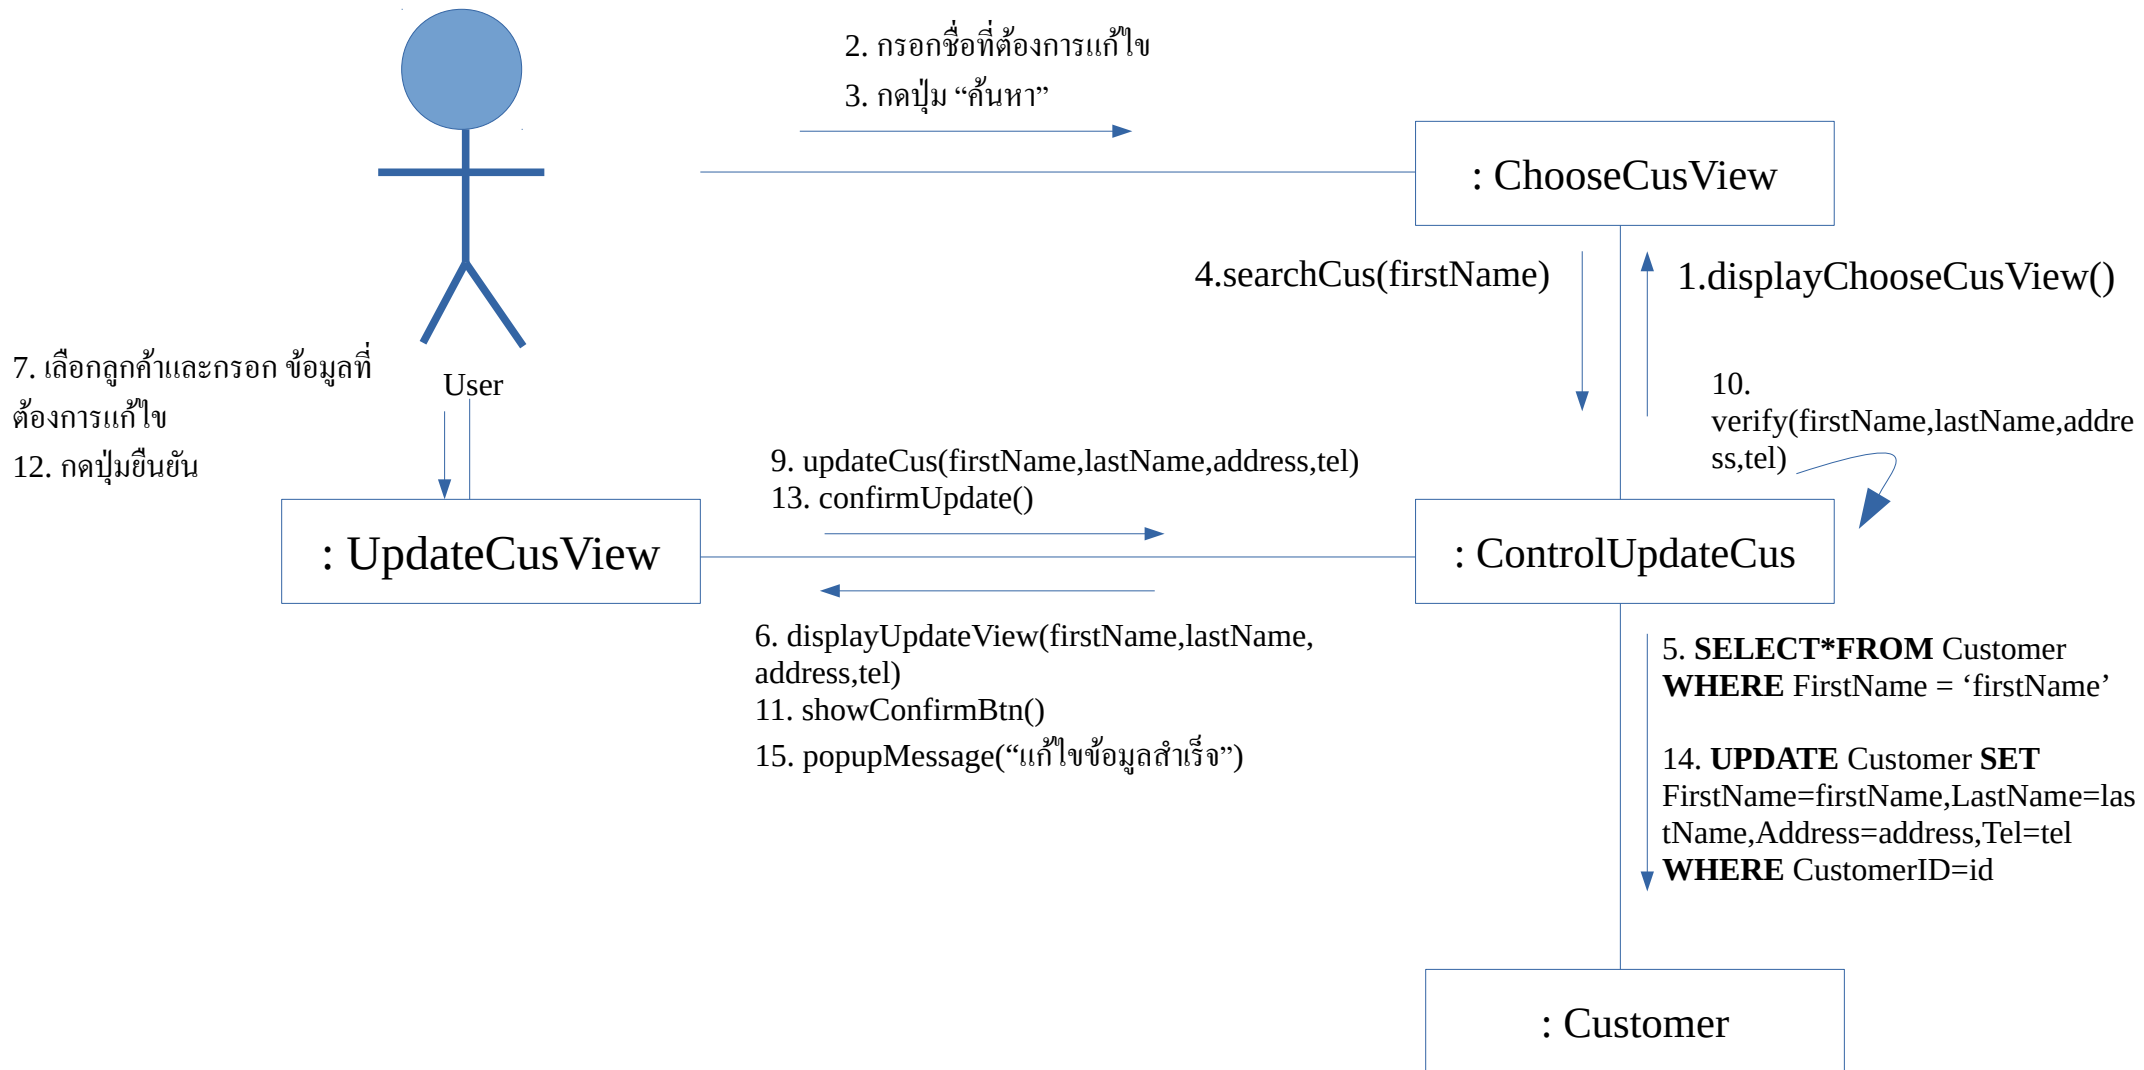 2. กรอกชื่อที่ต้องการแก้ไข
3. กดปุ่ม “ค้นหา”
: ChooseCusView
4.searchCus(firstName)
1.displayChooseCusView()
7. เลือกลูกค้าและกรอก ข้อมูลที่
ต้องการแก้ไข
12. กดปุ่มยืนยัน
User
10.
verify(firstName,lastName,addre
ss,tel)
9. updateCus(firstName,lastName,address,tel)
13. confirmUpdate()
: UpdateCusView
: ControlUpdateCus
6. displayUpdateView(firstName,lastName,
address,tel)
11. showConfirmBtn()
15. popupMessage(“แก้ไขข้อมูลสำเร็จ”)
5. SELECT*FROM Customer
WHERE FirstName = ‘firstName’
14. UPDATE Customer SET
FirstName=firstName,LastName=las
tName,Address=address,Tel=tel
WHERE CustomerID=id
: Customer